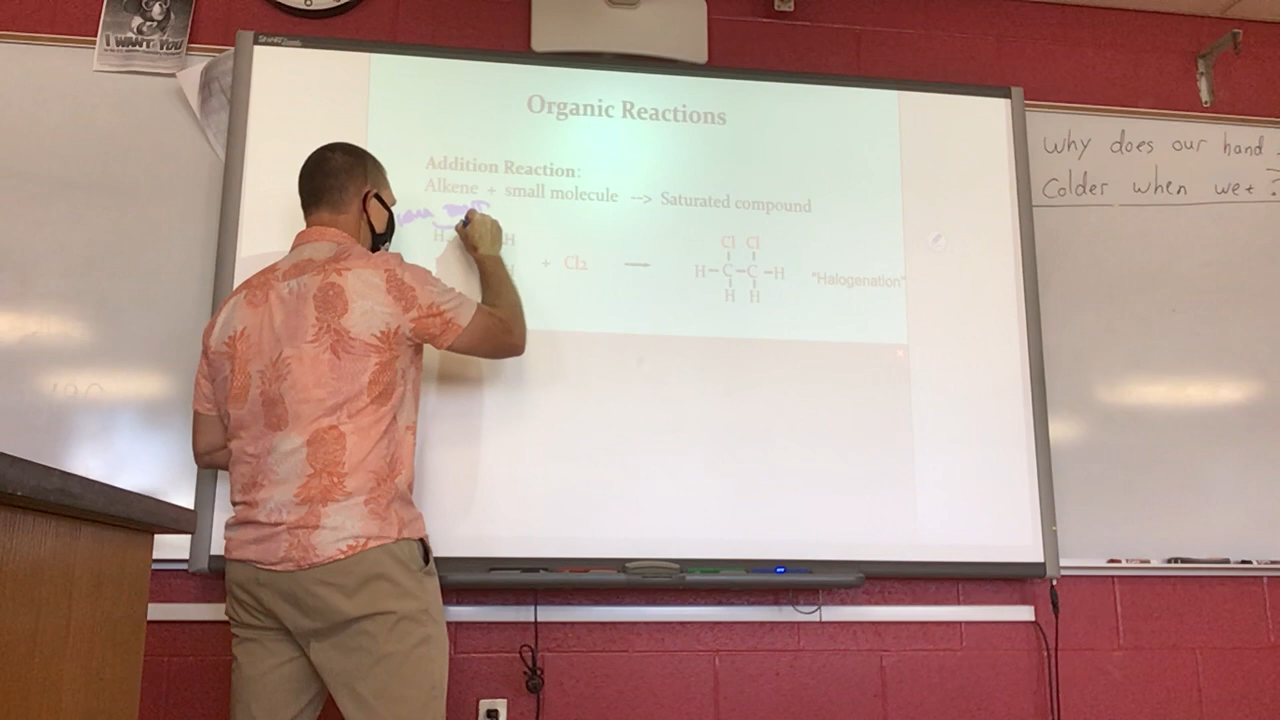 I WANT YOU
SMART
Organic Reactions
Addition Reaction:
Alkene + small molecule --> Saturated compound
H H
Cl Cl
+ Cl₂ — H-C-C-H "Halogenation"
H
H H
Why does our hand
Colder when wet?